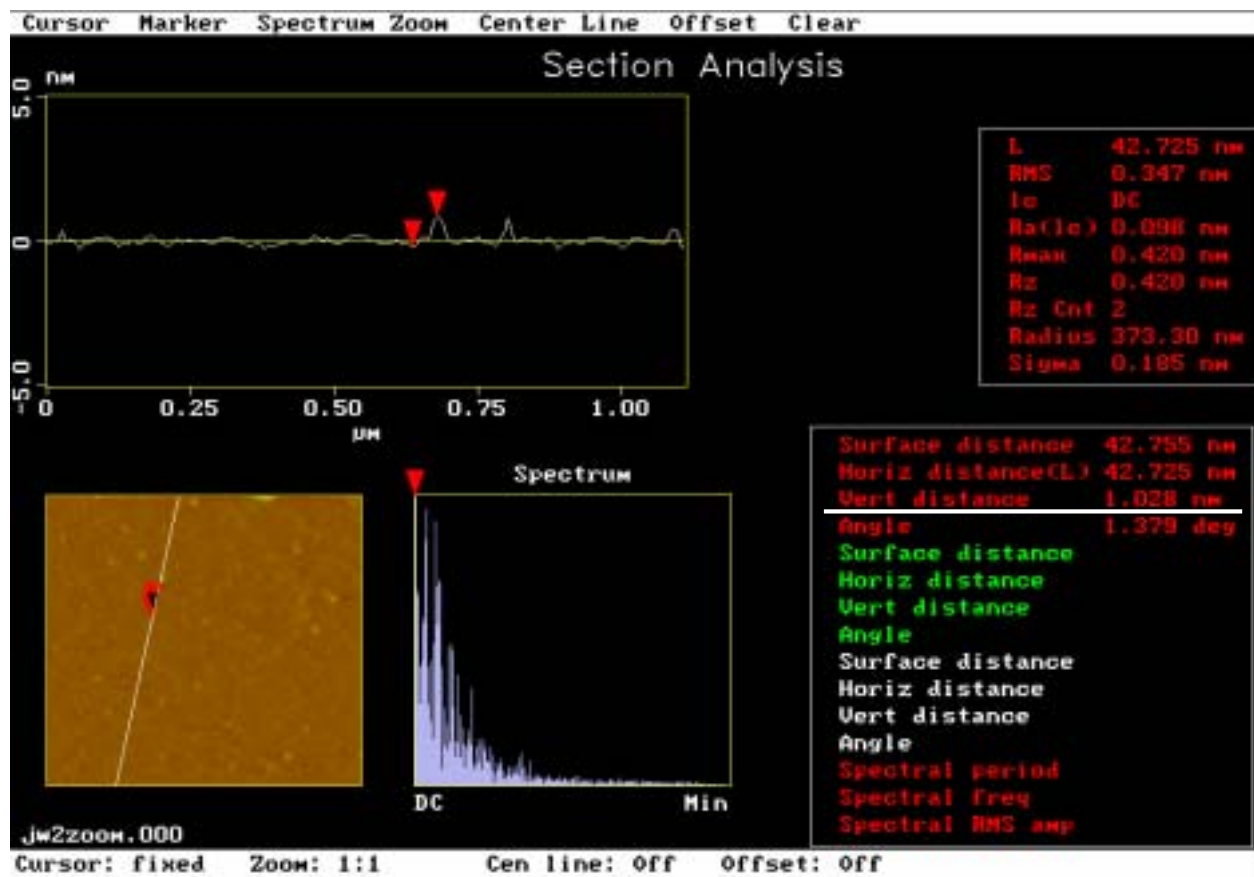 Cursor Marker Spectrum Zoom Center Line Offset Clear
Section Analysis
nm
5.0
0
-5.0
0 0.25 0.50 0.75 1.00
µm
L 42.725 nm
RMS 0.347 nm
lc DC
Ra(lc) 0.098 nm
Rmax 0.420 nm
Rz 0.420 nm
Rz Cnt 2
Radius 373.30 nm
Sigma 0.185 nm
Surface distance 42.755 nm
Horiz distance(L) 42.725 nm
Vert distance 1.028 nm
Angle 1.379 deg
Surface distance
Horiz distance
Vert distance
Angle
Surface distance
Horiz distance
Vert distance
Angle
Spectral period
Spectral freq
Spectral RMS amp
Spectrum
DC Min
jw2zoom.000
Cursor: fixed Zoom: 1:1 Cen line: Off Offset: Off